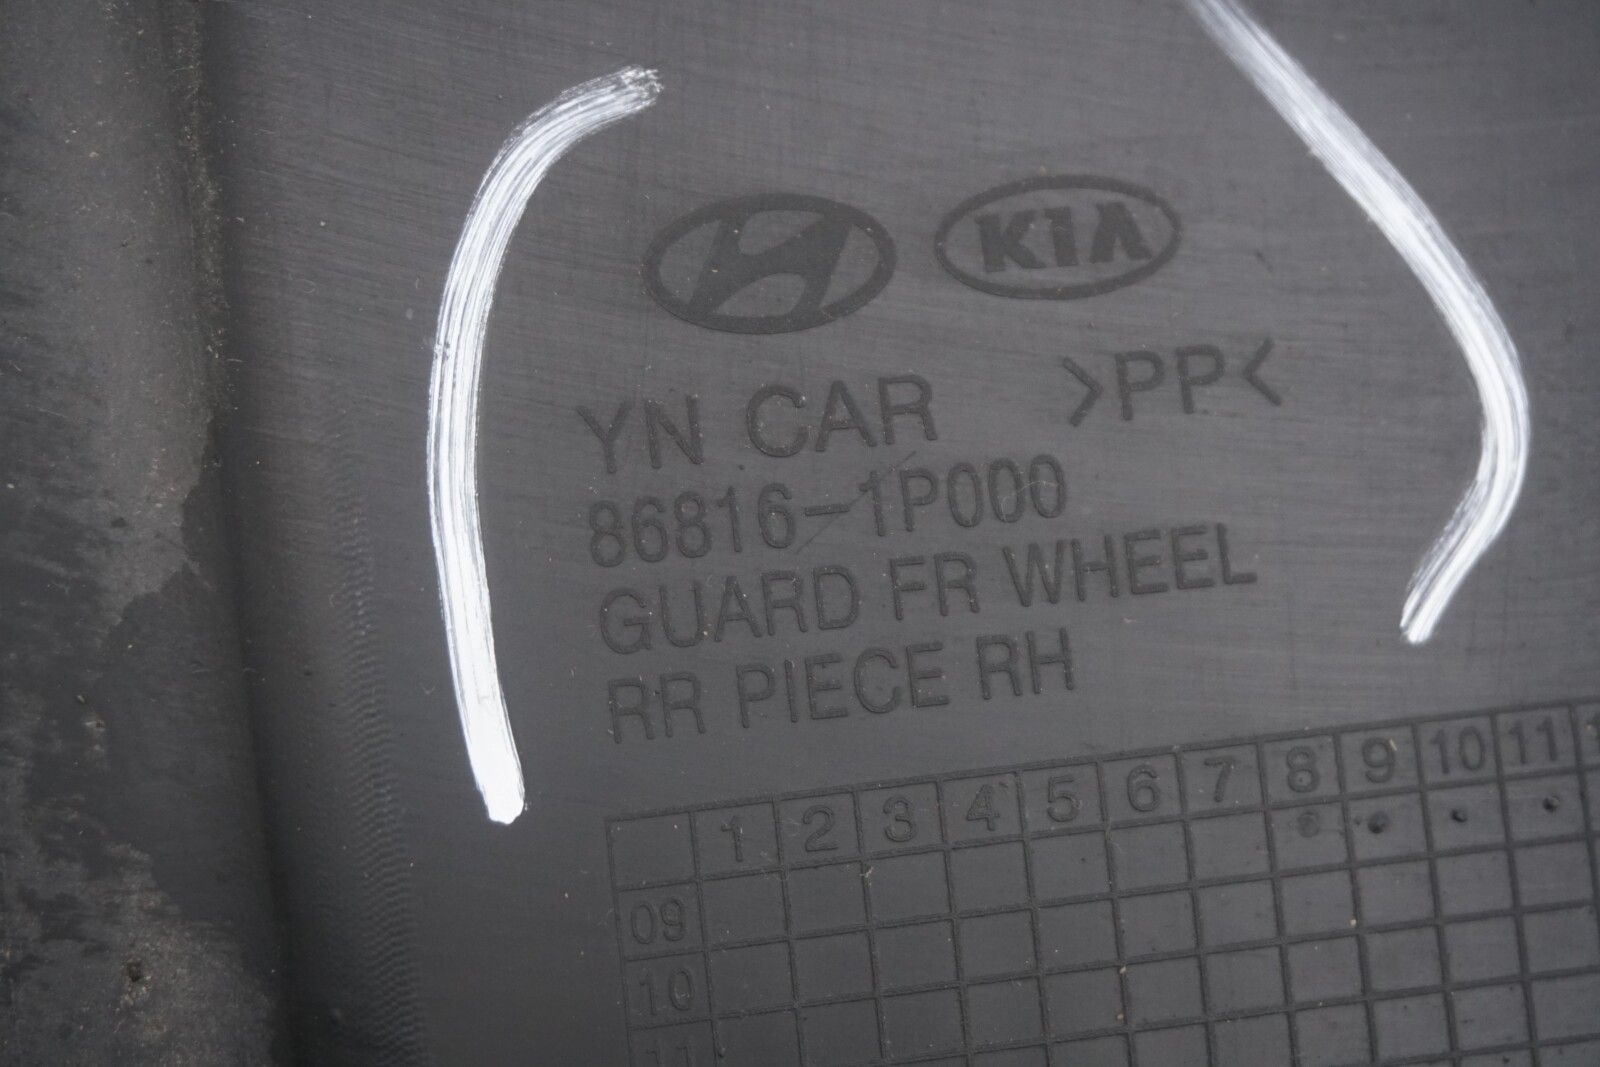 KIA
YN CAR >PP<
86816-1P000
GUARD FR WHEEL
RR PIECE RH
1 2 3 4 5 6 7 8 9 10 11
09
10
11